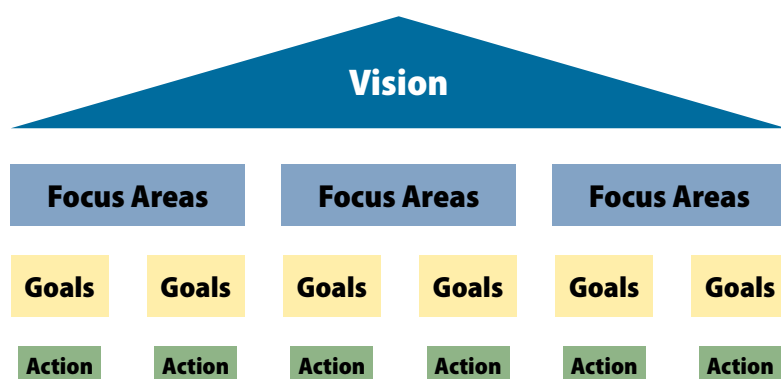 Vision
Focus Areas Focus Areas Focus Areas
Goals Goals Goals Goals Goals Goals
Action Action Action Action Action Action